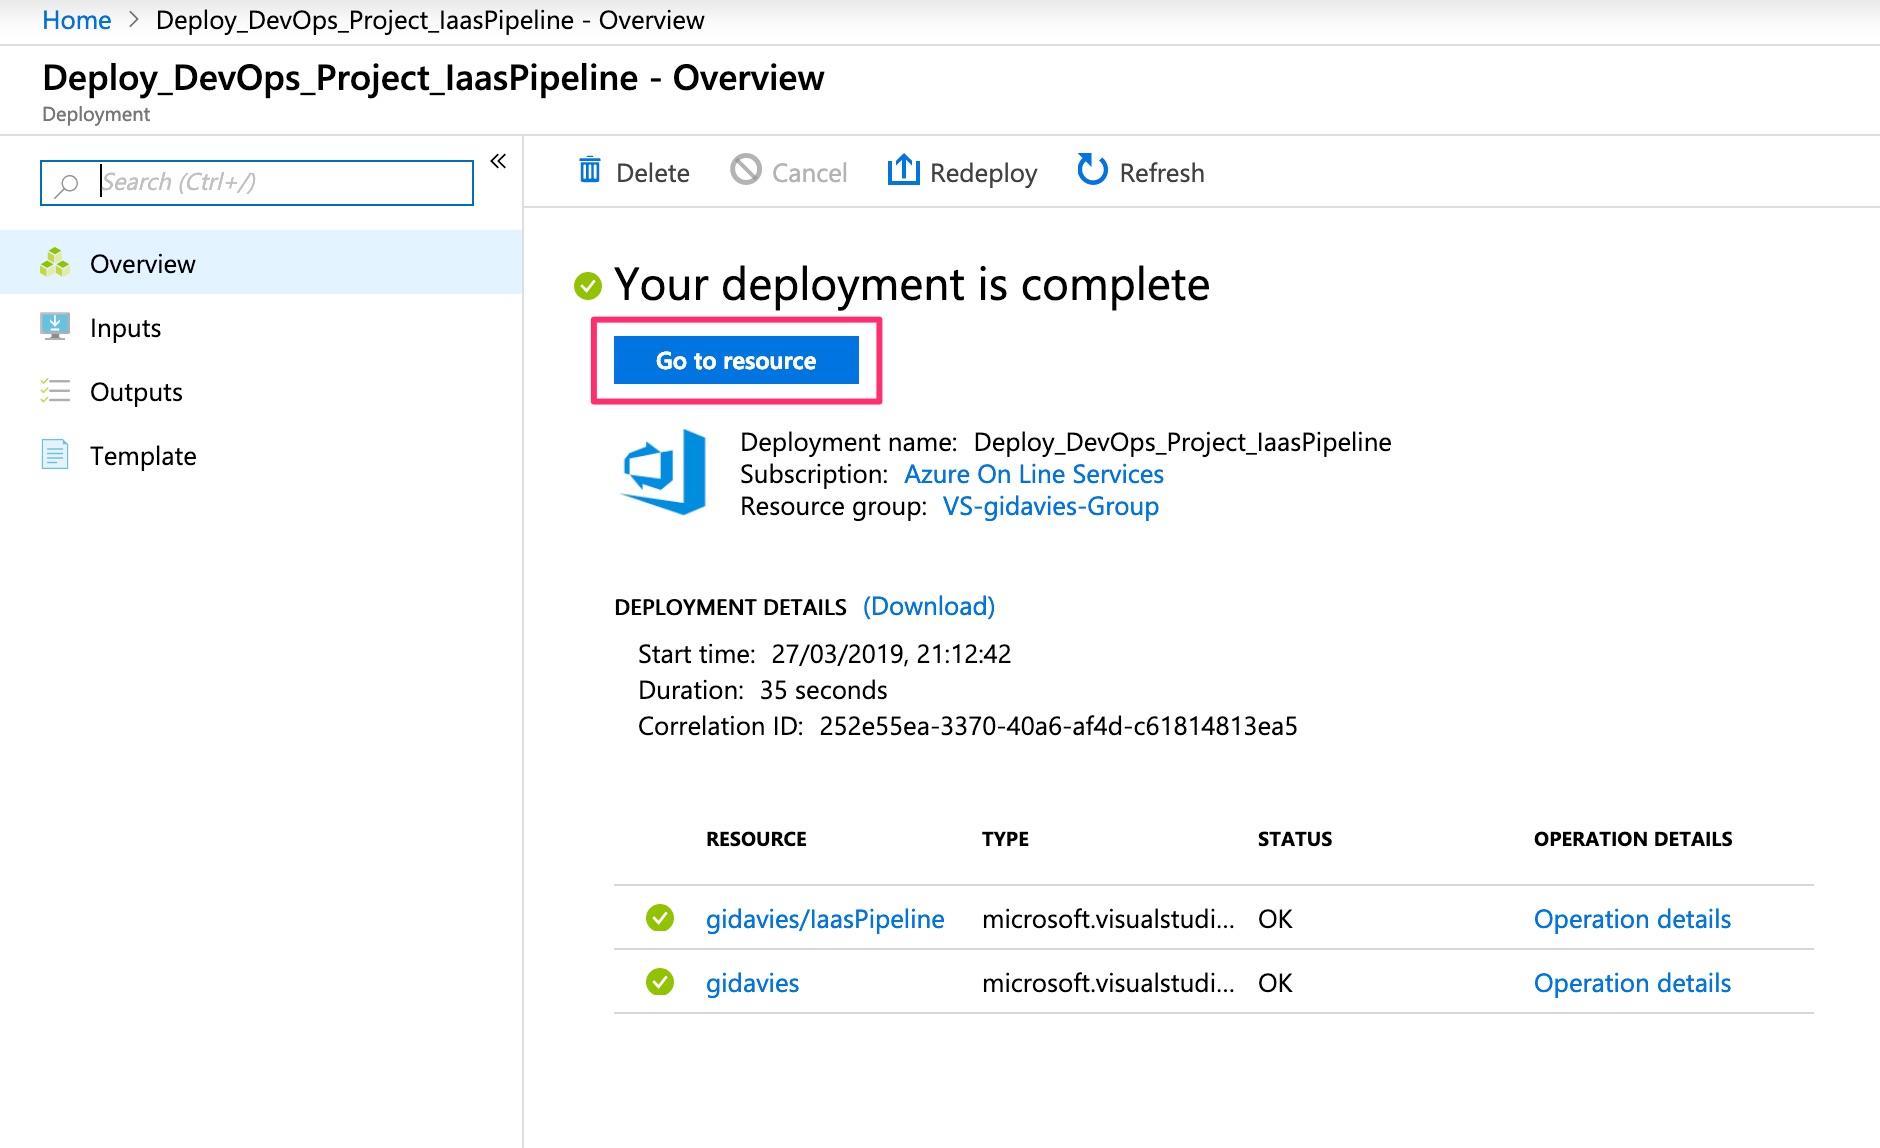 Home > Deploy_DevOps_Project_IaasPipeline - Overview
Deploy_DevOps_Project_IaasPipeline - Overview
Deployment
Search (Ctrl+/)
«
Overview
Inputs
Outputs
Template
Delete Cancel Redeploy Refresh
Your deployment is complete
Go to resource
Deployment name: Deploy_DevOps_Project_IaasPipeline
Subscription: Azure On Line Services
Resource group: VS-gidavies-Group
DEPLOYMENT DETAILS (Download)
Start time: 27/03/2019, 21:12:42
Duration: 35 seconds
Correlation ID: 252e55ea-3370-40a6-af4d-c61814813ea5
RESOURCE TYPE STATUS OPERATION DETAILS
gidavies/IaasPipeline microsoft.visualstudi... OK Operation details
gidavies microsoft.visualstudi... OK Operation details